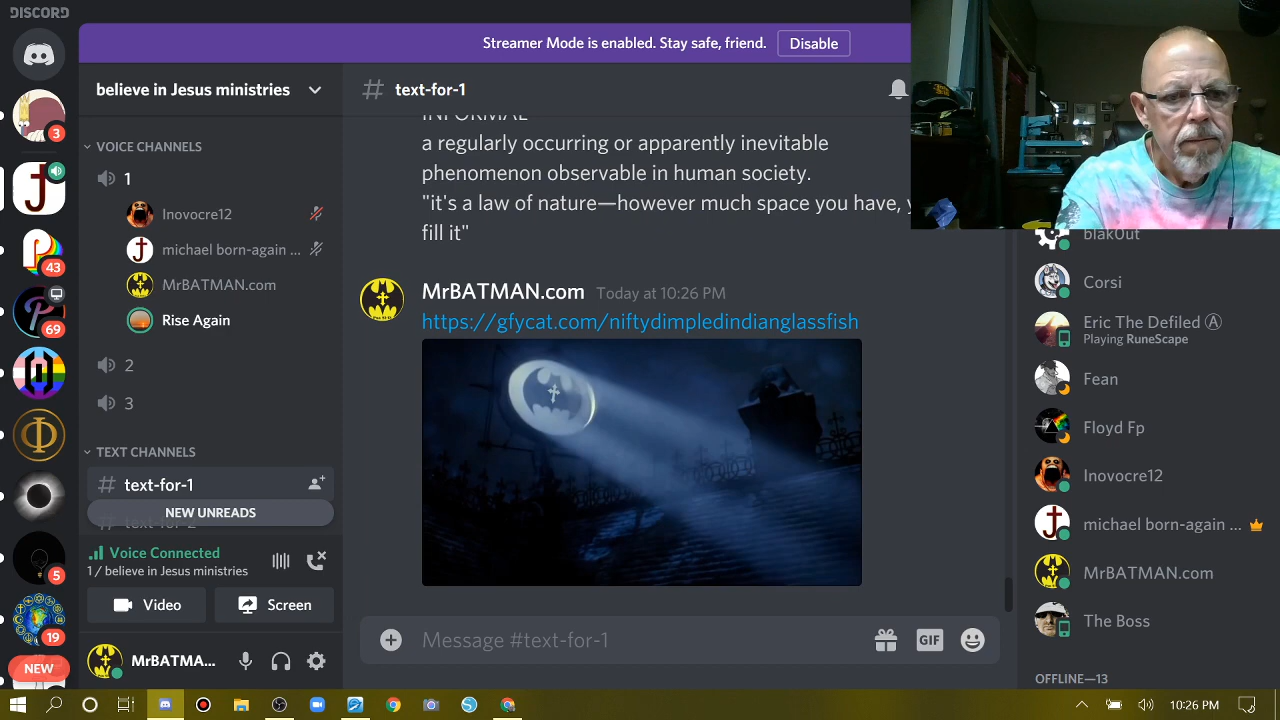 DISCORD
Streamer Mode is enabled. Stay safe, friend.
Disable
believe in Jesus ministries
text-for-1
VOICE CHANNELS
1
Inovocre12
michael born-again ...
MrBATMAN.com
Rise Again
2
3
TEXT CHANNELS
text-for-1
NEW UNREADS
text-for-2
Voice Connected
1 / believe in Jesus ministries
Video
Screen
MrBATMA...
3
43
69
5
19
NEW
INFORMAL
a regularly occurring or apparently inevitable
phenomenon observable in human society.
"it's a law of nature—however much space you have,
fill it"
MrBATMAN.com Today at 10:26 PM
https://gfycat.com/niftydimpledindianglassfish
Message #text-for-1
GIF
blak0ut
Corsi
Eric The Defiled Ⓐ
Playing RuneScape
Fean
Floyd Fp
Inovocre12
michael born-again ...
MrBATMAN.com
The Boss
OFFLINE—13
10:26 PM